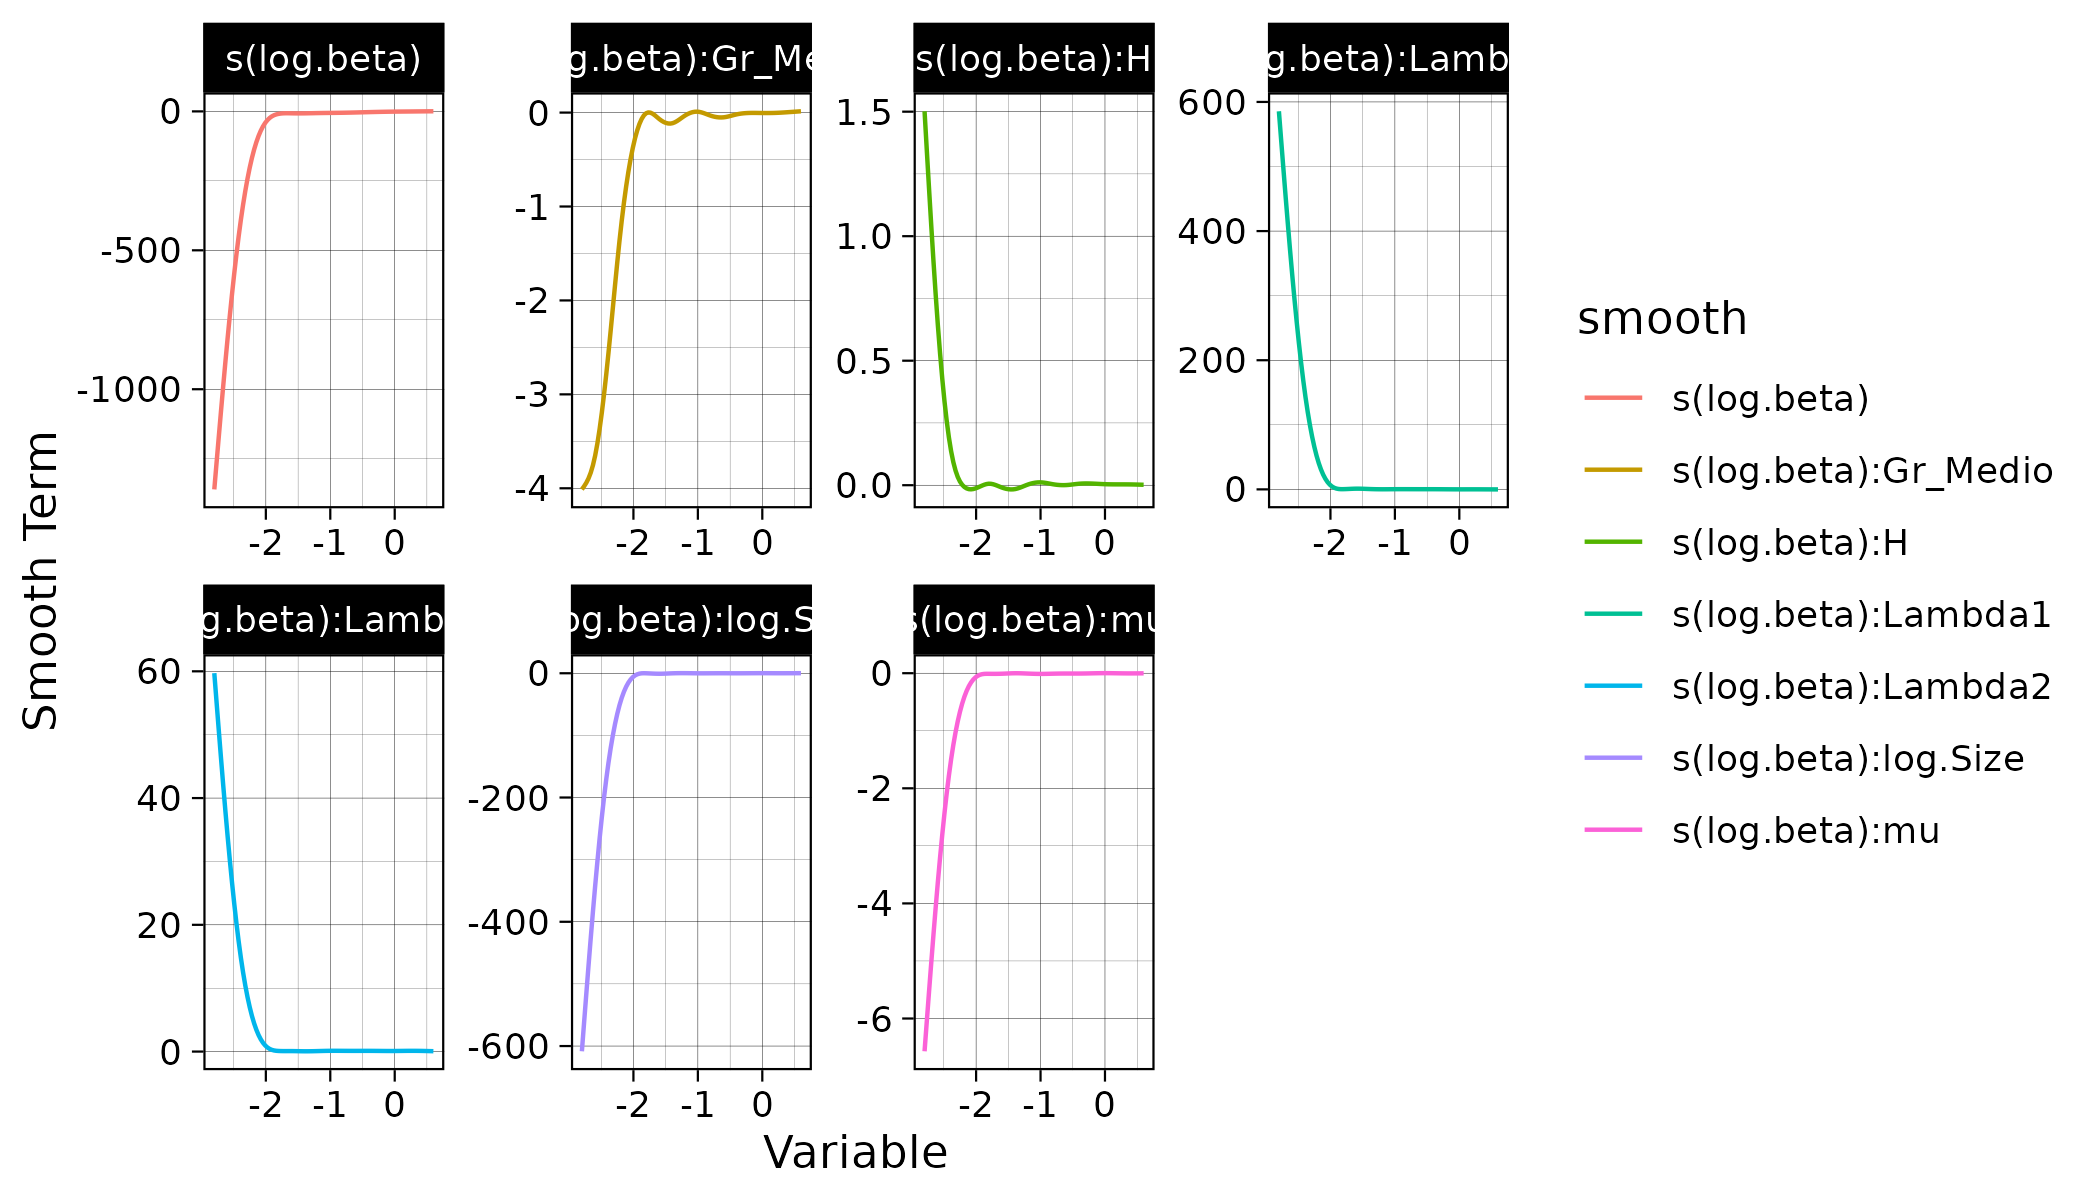 s(log.beta)
g.beta):Gr_Me
s(log.beta):H
g.beta):Lamb
0
-500
-1000
0
-1
-2
-3
-4
1.5
1.0
0.5
0.0
600
400
200
0
-2 -1 0
-2 -1 0
-2 -1 0
-2 -1 0
g.beta):Lamb
og.beta):log.S
s(log.beta):mu
60
40
20
0
0
-200
-400
-600
0
-2
-4
-6
-2 -1 0
-2 -1 0
-2 -1 0
Smooth Term
Variable
smooth
s(log.beta)
s(log.beta):Gr_Medio
s(log.beta):H
s(log.beta):Lambda1
s(log.beta):Lambda2
s(log.beta):log.Size
s(log.beta):mu